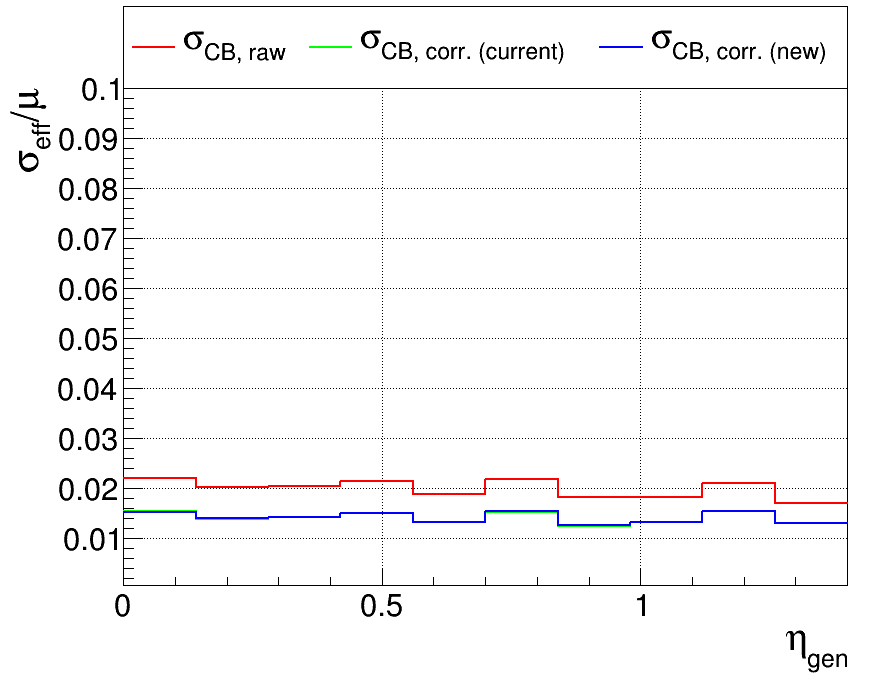 σCB, raw σCB, corr. (current) σCB, corr. (new)
σeff/μ
0.1
0.09
0.08
0.07
0.06
0.05
0.04
0.03
0.02
0.01
0 0.5 1
ηgen